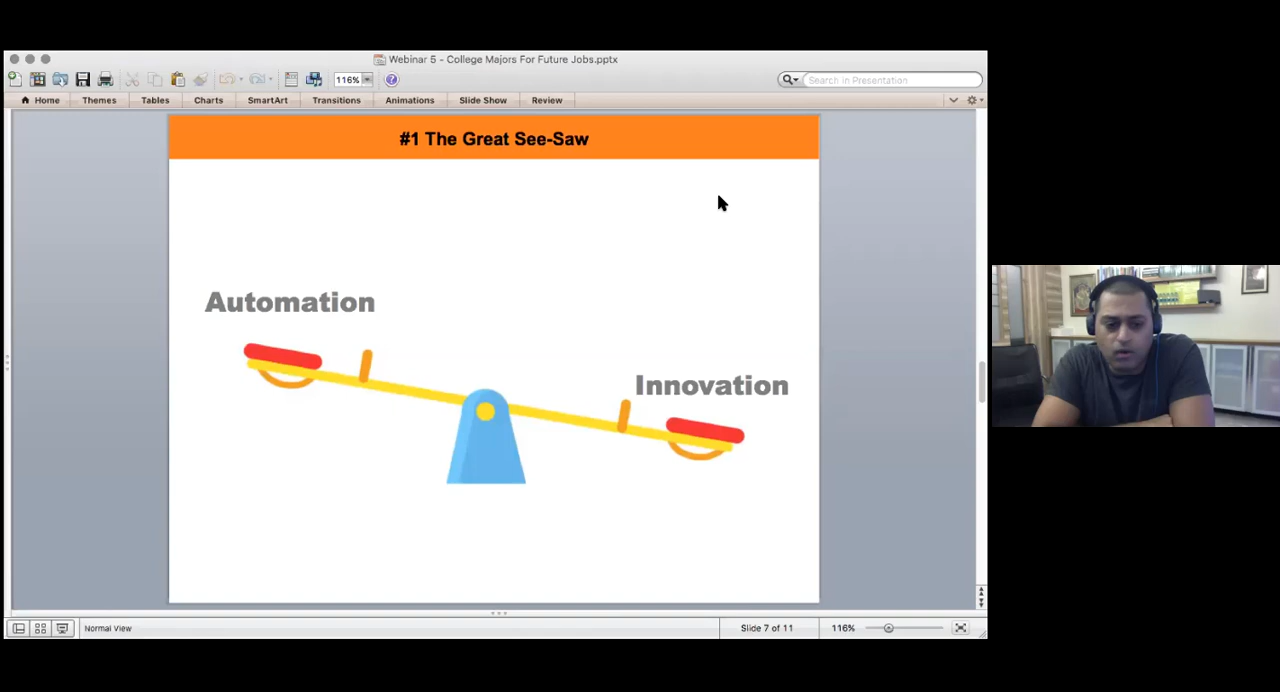 Webinar 5 - College Majors For Future Jobs.pptx
116%
Search in Presentation
Home
Themes
Tables
Charts
SmartArt
Transitions
Animations
Slide Show
Review
#1 The Great See-Saw
Automation
Innovation
Normal View
Slide 7 of 11
116%